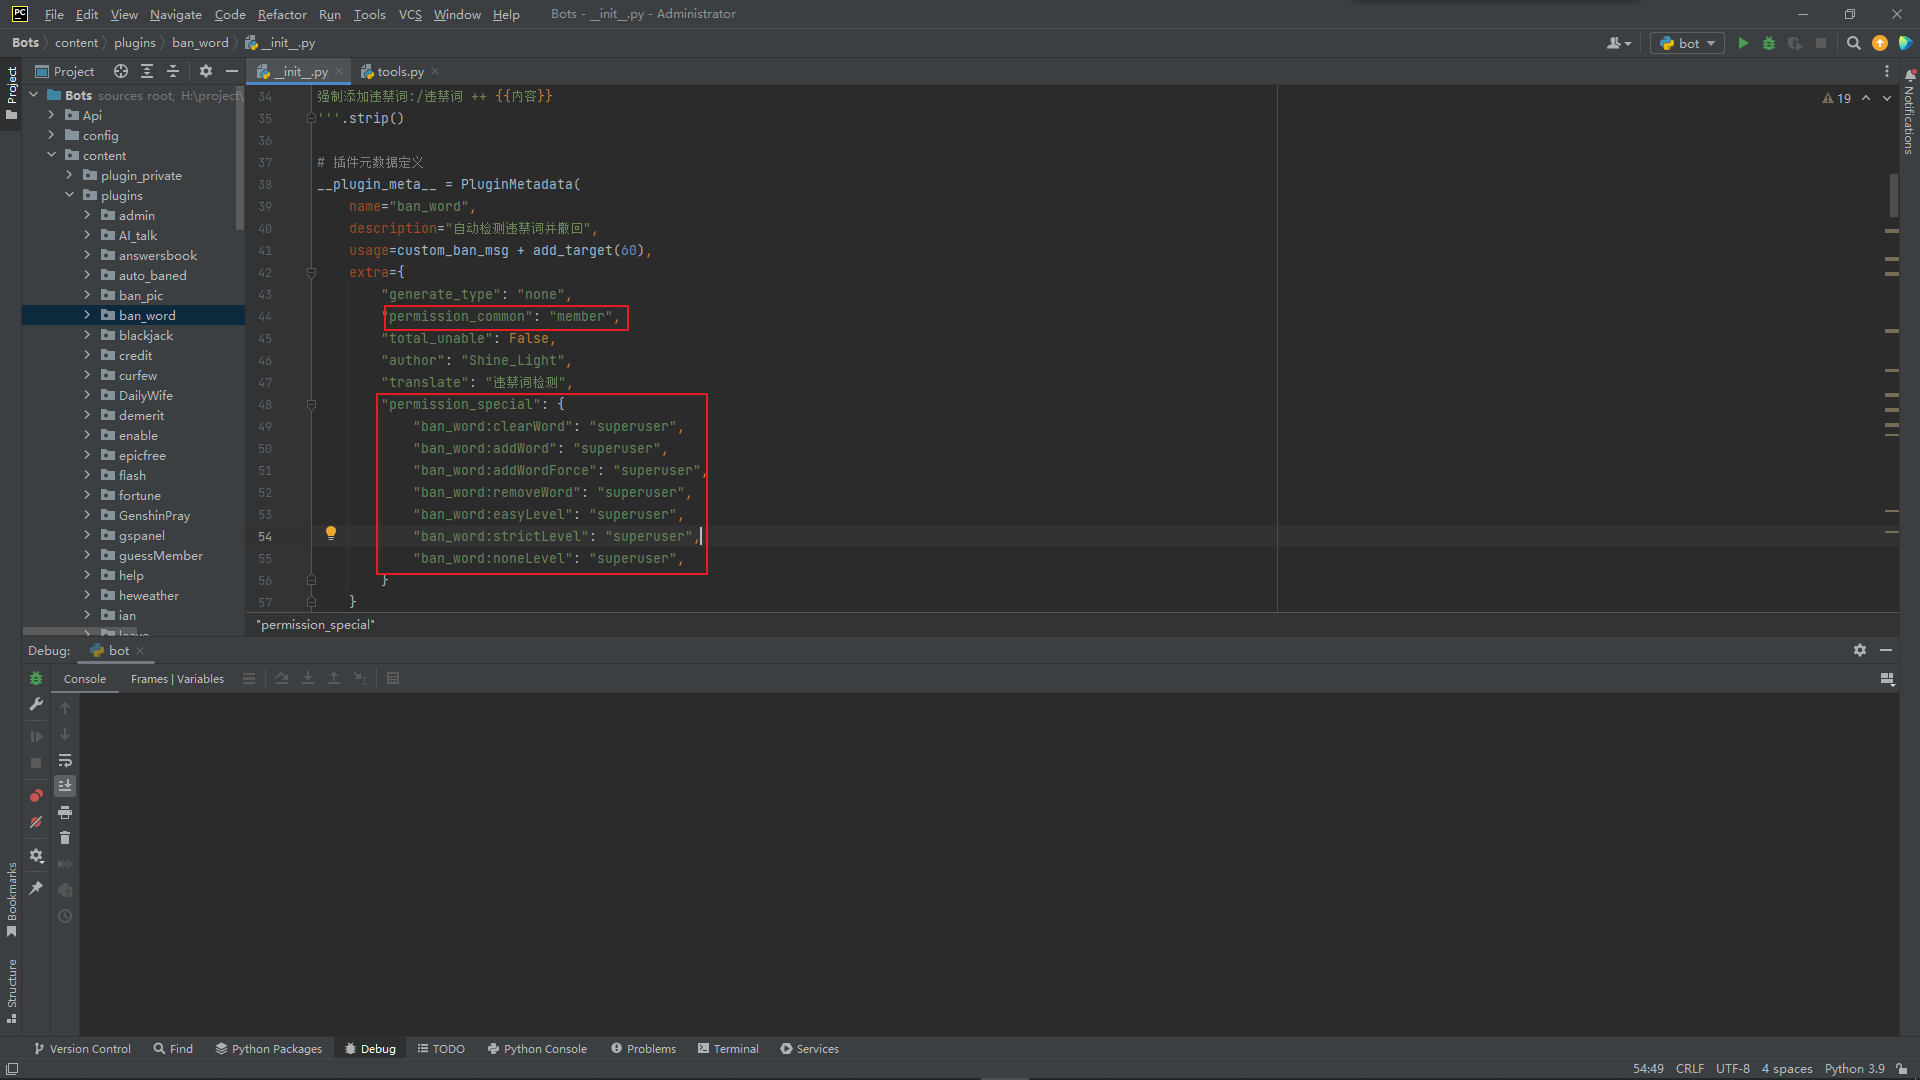 PC File Edit View Navigate Code Refactor Run Tools VCS Window Help Bots - __init__.py - Administrator
Bots content plugins ban_word __init__.py bot
Project __init__.py tools.py
Project
Bots sources root, H:\project\
Api
config
content
plugin_private
plugins
admin
AI_talk
answersbook
auto_baned
ban_pic
ban_word
blackjack
credit
curfew
DailyWife
demerit
enable
epicfree
flash
fortune
GenshinPray
gspanel
guessMember
help
heweather
ian
leave
34 强制添加违禁词:/违禁词 ++ {{内容}}
35 '''.strip()
36
37 # 插件元数据定义
38 __plugin_meta__ = PluginMetadata(
39 name="ban_word",
40 description="自动检测违禁词并撤回",
41 usage=custom_ban_msg + add_target(60),
42 extra={
43 "generate_type": "none",
44 "permission_common": "member",
45 "total_unable": False,
46 "author": "Shine_Light",
47 "translate": "违禁词检测",
48 "permission_special": {
49 "ban_word:clearWord": "superuser",
50 "ban_word:addWord": "superuser",
51 "ban_word:addWordForce": "superuser",
52 "ban_word:removeWord": "superuser",
53 "ban_word:easyLevel": "superuser",
54 "ban_word:strictLevel": "superuser",
55 "ban_word:noneLevel": "superuser",
56 }
57 }
19
Notifications
"permission_special"
Debug: bot
Console Frames | Variables
Bookmarks
Structure
Version Control Find Python Packages Debug TODO Python Console Problems Terminal Services
54:49 CRLF UTF-8 4 spaces Python 3.9